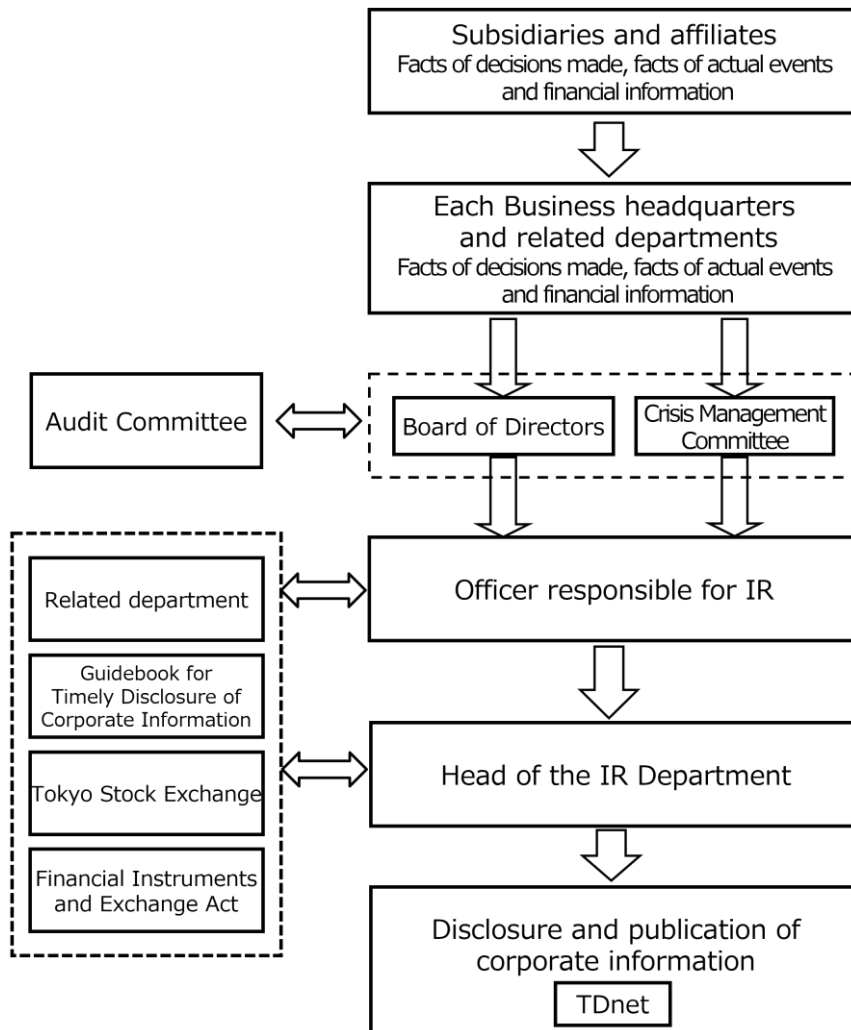 Subsidiaries and affiliates
Facts of decisions made, facts of actual events
and financial information
Each Business headquarters
and related departments
Facts of decisions made, facts of actual events
and financial information
Audit Committee
Board of Directors
Crisis Management
Committee
Related department
Officer responsible for IR
Guidebook for
Timely Disclosure of
Corporate Information
Tokyo Stock Exchange
Head of the IR Department
Financial Instruments
and Exchange Act
Disclosure and publication of
corporate information
TDnet